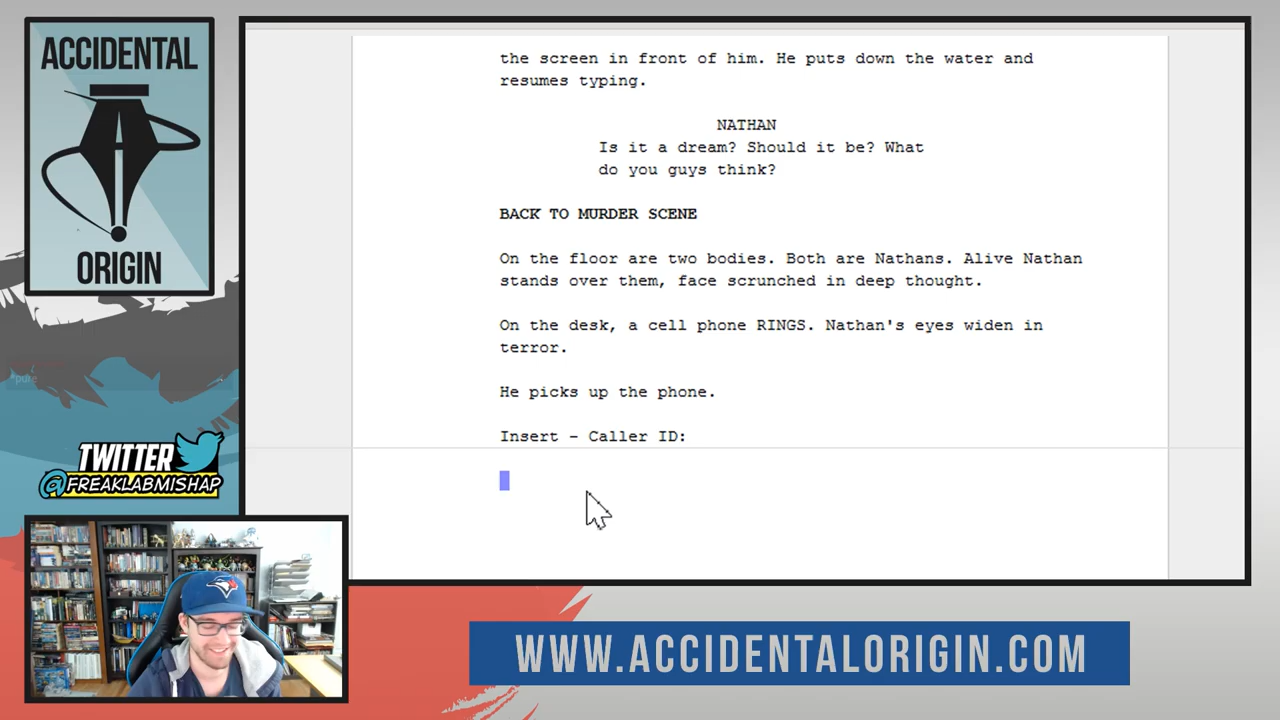 ACCIDENTAL
ORIGIN
the screen in front of him. He puts down the water and
resumes typing.
NATHAN
Is it a dream? Should it be? What
do you guys think?
BACK TO MURDER SCENE
On the floor are two bodies. Both are Nathans. Alive Nathan
stands over them, face scrunched in deep thought.
On the desk, a cell phone RINGS. Nathan's eyes widen in
terror.
He picks up the phone.
Insert - Caller ID:
*pure
TWITTER
@FREAKLABMISHAP
WWW.ACCIDENTALORIGIN.COM